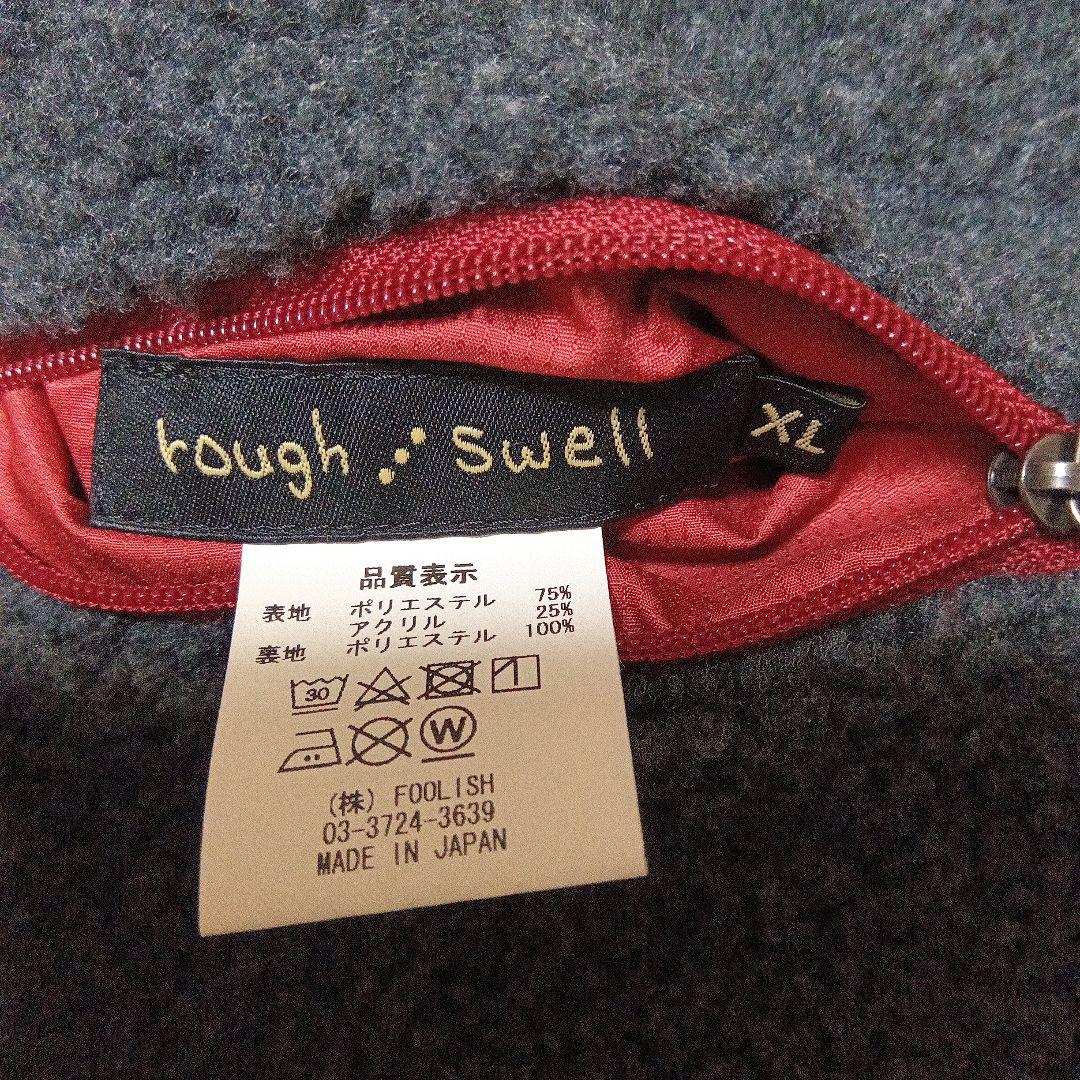 rough swell
XL
品質表示
表地 ポリエステル 75%
アクリル 25%
裏地 ポリエステル 100%
30
W
(株) FOOLISH
03-3724-3639
MADE IN JAPAN